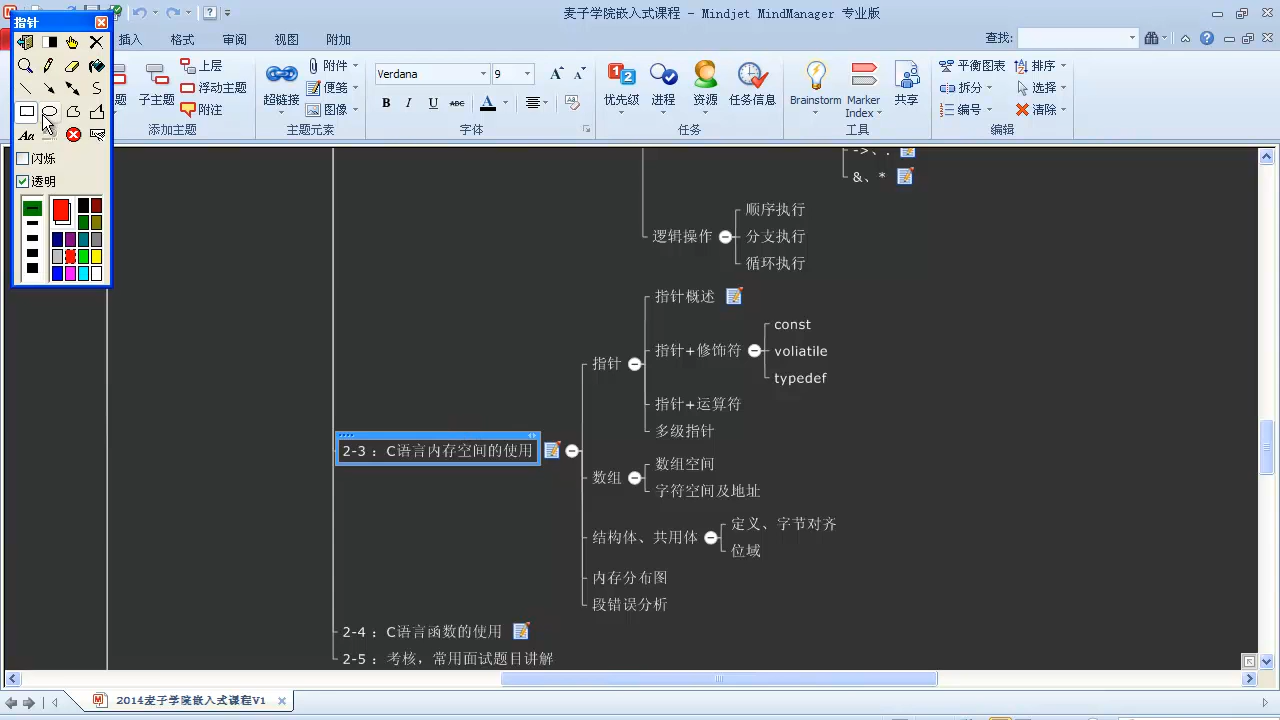 麦子学院嵌入式课程 - Mindjet MindManager 专业版
指针
插入 格式 审阅 视图 附加
查找:
上层
浮动主题
附注
子主题
添加主题
超链接
附件
便笺
图像
主题元素
Verdana 9
B I U A
字体
优先级 进程 资源 任务信息
任务
Brainstorm Marker Index 共享
工具
平衡图表 排序
拆分 选择
编号 清除
编辑
Aa
闪烁
透明
->、.
&、*
逻辑操作
顺序执行
分支执行
循环执行
指针
指针概述
指针+修饰符
const
voliatile
typedef
指针+运算符
多级指针
2-3 : C语言内存空间的使用
数组
数组空间
字符空间及地址
结构体、共用体
定义、字节对齐
位域
内存分布图
段错误分析
2-4 : C语言函数的使用
2-5 : 考核，常用面试题目讲解
2014麦子学院嵌入式课程V1